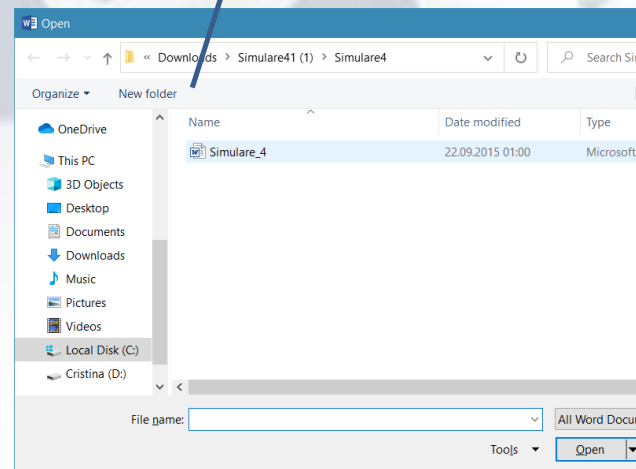 Open
« Downloads > Simulare41 (1) > Simulare4
Search
Organize New folder
Name Date modified Type
OneDrive
Simulare_4 22.09.2015 01:00 Microsoft
This PC
3D Objects
Desktop
Documents
Downloads
Music
Pictures
Videos
Local Disk (C:)
Cristina (D:)
File name: All Word
Tools Open